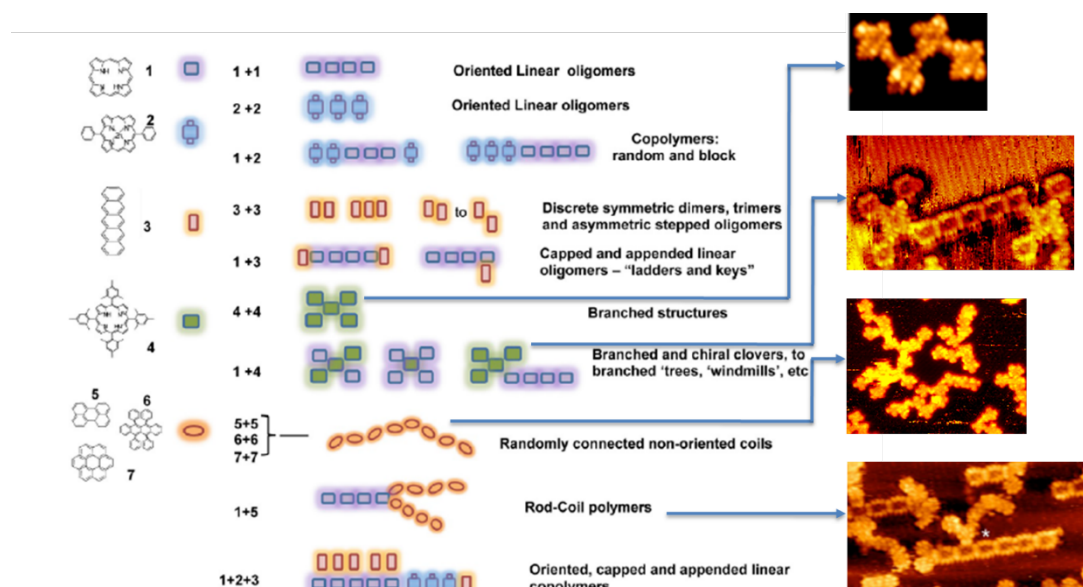 1
1 +1
Oriented Linear oligomers
2
2 +2
Oriented Linear oligomers
1 +2
Copolymers:
random and block
3
3 +3
to
Discrete symmetric dimers, trimers
and asymmetric stepped oligomers
1 +3
Capped and appended linear
oligomers – “ladders and keys”
4
4 +4
Branched structures
1 +4
Branched and chiral clovers, to
branched ‘trees, ‘windmills’, etc
5
6
7
5+5
6+6
7+7
Randomly connected non-oriented coils
1+5
Rod-Coil polymers
*
1+2+3
Oriented, capped and appended linear
copolymers